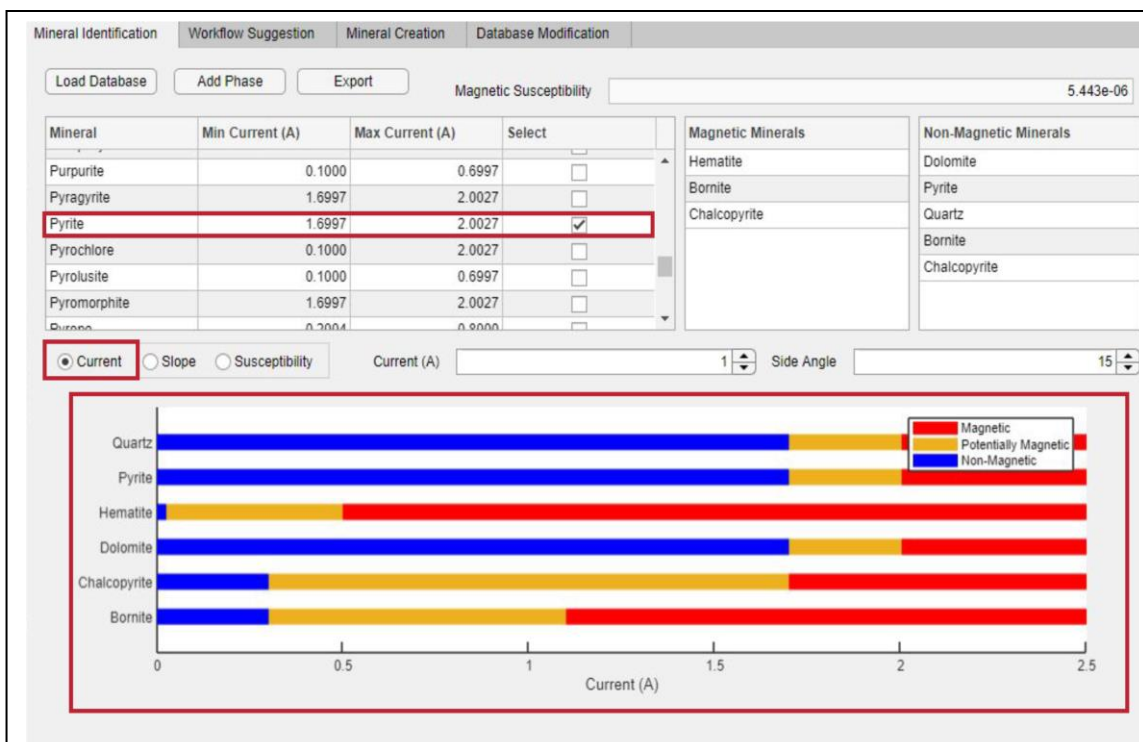 Mineral Identification Workflow Suggestion Mineral Creation Database Modification
Load Database Add Phase Export Magnetic Susceptibility 5.443e-06
Mineral Min Current (A) Max Current (A) Select Magnetic Minerals Non-Magnetic Minerals
Purpurite 0.1000 0.6997 Hematite Dolomite
Pyragyrite 1.6997 2.0027 Bornite Pyrite
Pyrite 1.6997 2.0027 Chalcopyrite Quartz
Pyrochlore 0.1000 2.0027 Bornite
Pyrolusite 0.1000 0.6997 Chalcopyrite
Pyromorphite 1.6997 2.0027
Pyrope 0.2004 0.8000
Current Slope Susceptibility Current (A) 1 Side Angle 15
Magnetic
Potentially Magnetic
Non-Magnetic
Quartz
Pyrite
Hematite
Dolomite
Chalcopyrite
Bornite
0 0.5 1 1.5 2 2.5
Current (A)